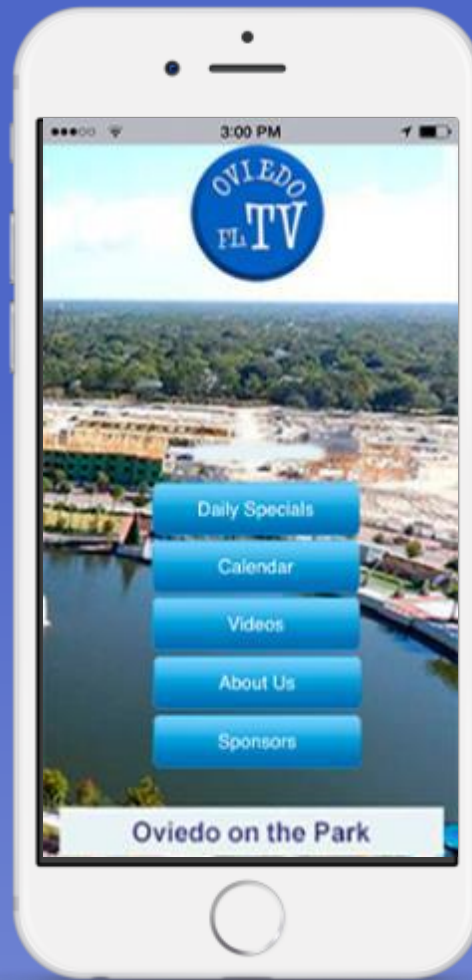 3:00 PM
OVIEDO
FL TV
Daily Specials
Calendar
Videos
About Us
Sponsors
Oviedo on the Park